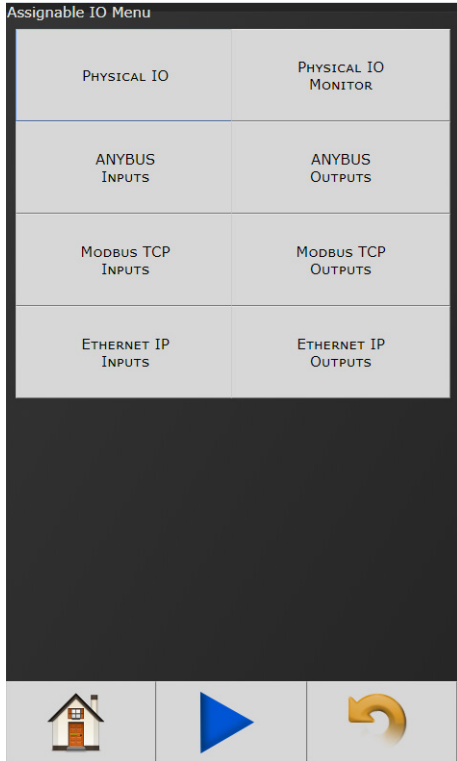 Assignable IO Menu
Physical IO
Physical IO
Monitor
ANYBUS
Inputs
ANYBUS
Outputs
Modbus TCP
Inputs
Modbus TCP
Outputs
Ethernet IP
Inputs
Ethernet IP
Outputs